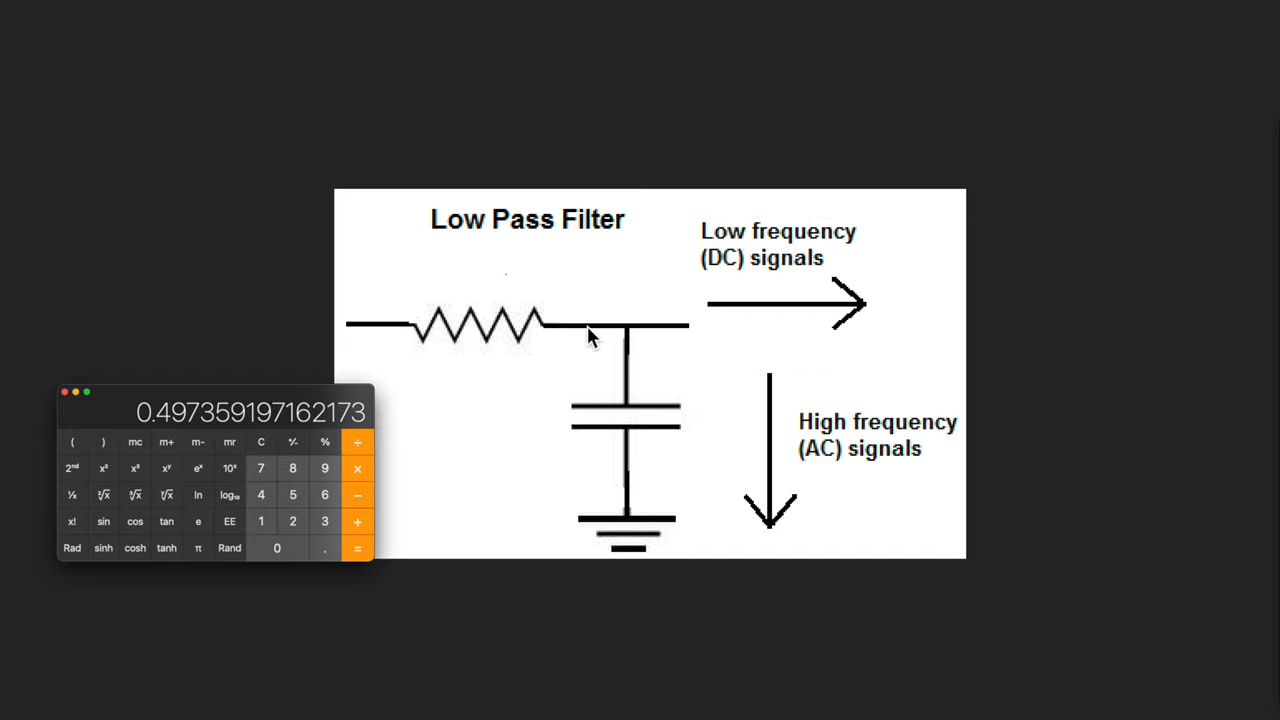 Low Pass Filter
Low frequency
(DC) signals
High frequency
(AC) signals
0.497359197162173
( ) mc m+ m- mr C +⁄- % ÷
2ⁿᵈ x² x³ xʸ eˣ 10ˣ 7 8 9 ×
¹⁄x ²√x ³√x ʸ√x ln log₁₀ 4 5 6 −
x! sin cos tan e EE 1 2 3 +
Rad sinh cosh tanh π Rand 0 . =